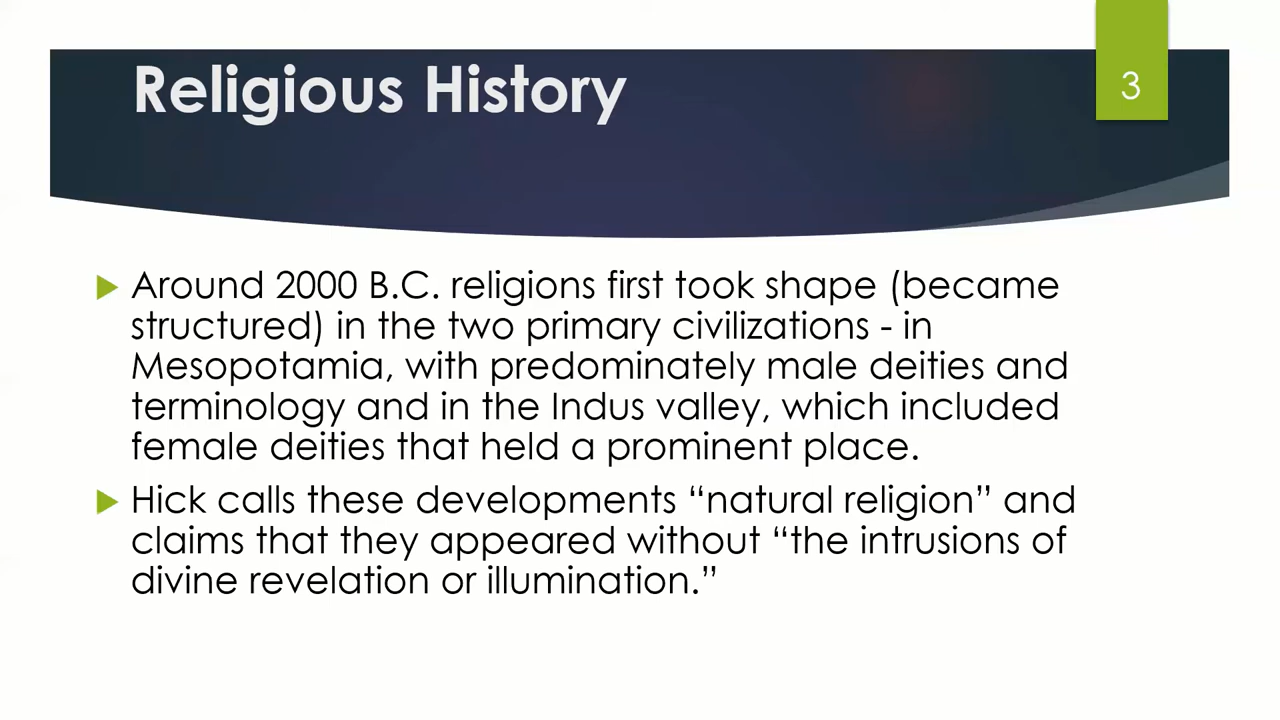 Religious History
3
▶ Around 2000 B.C. religions first took shape (became
structured) in the two primary civilizations - in
Mesopotamia, with predominately male deities and
terminology and in the Indus valley, which included
female deities that held a prominent place.
▶ Hick calls these developments “natural religion” and
claims that they appeared without “the intrusions of
divine revelation or illumination.”